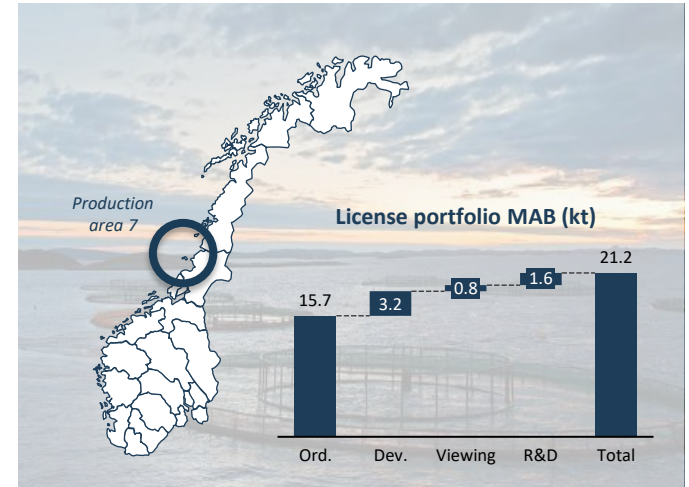 Production
area 7
License portfolio MAB (kt)
21.2
1.6
0.8
15.7
3.2
Ord.
Dev.
Viewing
R&D
Total